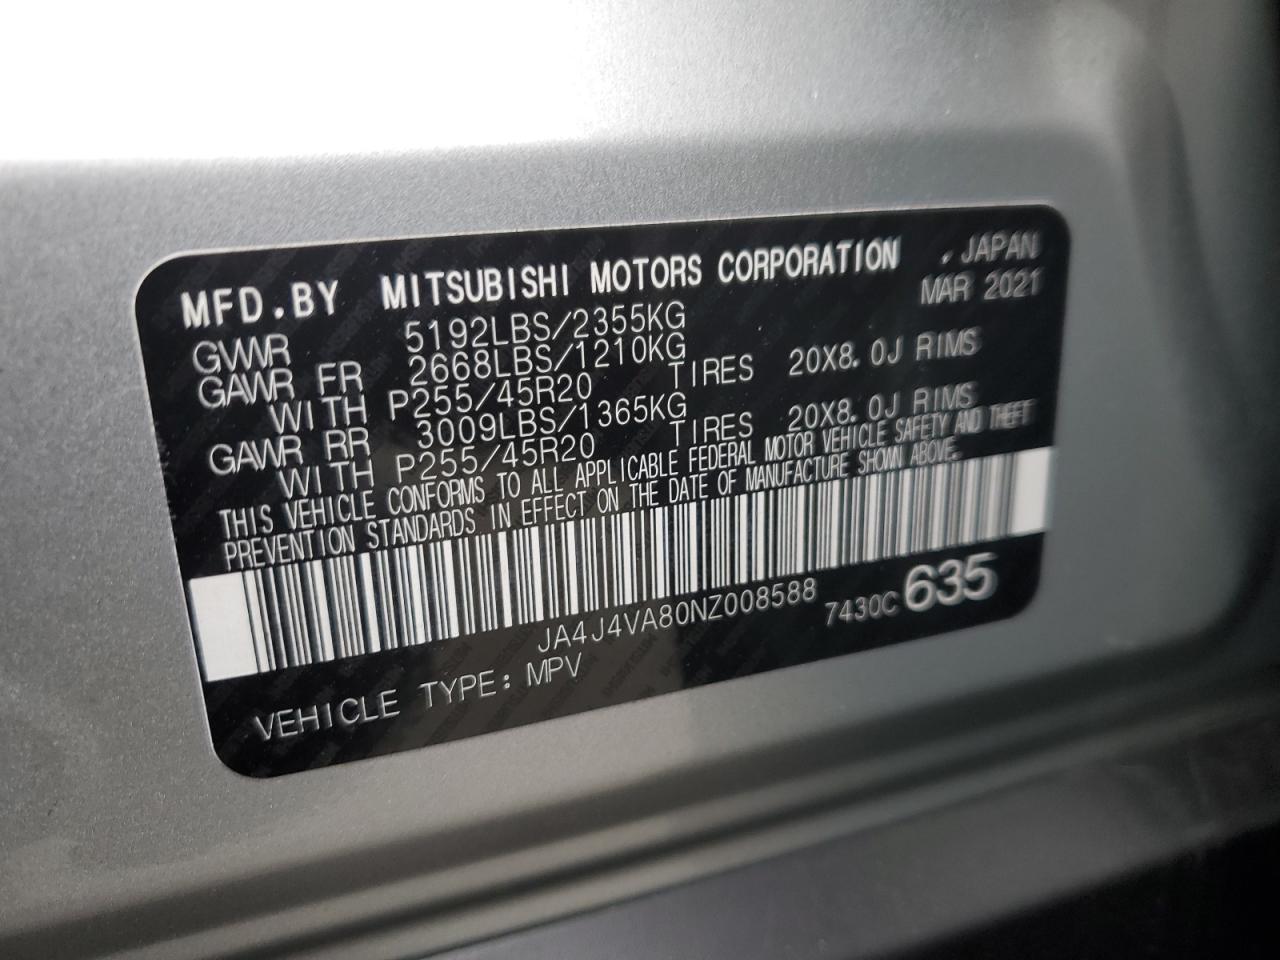 MFD.BY MITSUBISHI MOTORS CORPORATION , JAPAN
MAR 2021
GVWR 5192LBS/2355KG
GAWR FR 2668LBS/1210KG
WITH P255/45R20 TIRES 20X8.0J RIMS
GAWR RR 3009LBS/1365KG
WITH P255/45R20 TIRES 20X8.0J RIMS
THIS VEHICLE CONFORMS TO ALL APPLICABLE FEDERAL MOTOR VEHICLE SAFETY AND THEFT
PREVENTION STANDARDS IN EFFECT ON THE DATE OF MANUFACTURE SHOWN ABOVE.
JA4J4VA80NZ008588 7430C635
VEHICLE TYPE: MPV